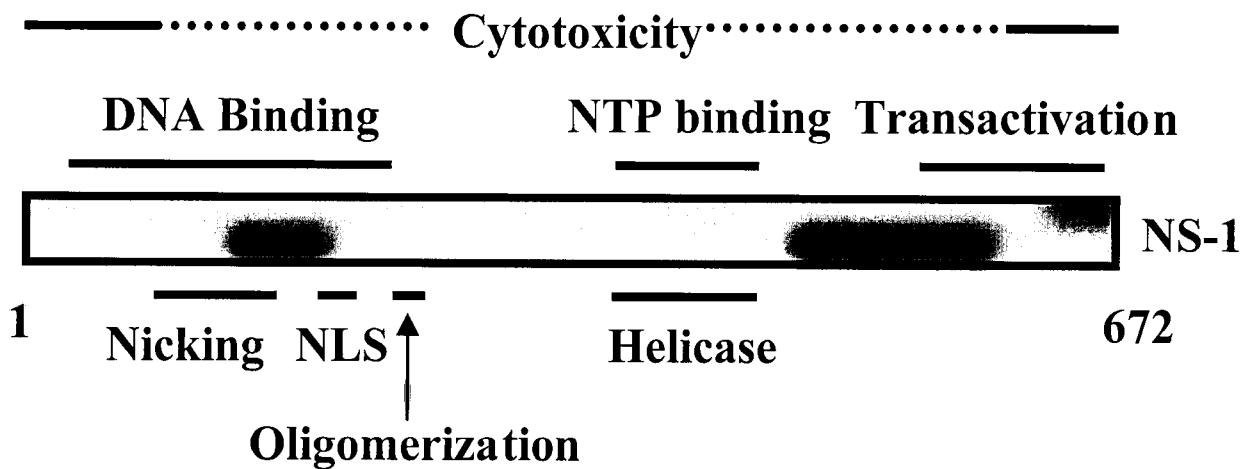 Cytotoxicity
DNA Binding
NTP binding
Transactivation
NS-1
1
672
Nicking
NLS
Helicase
Oligomerization